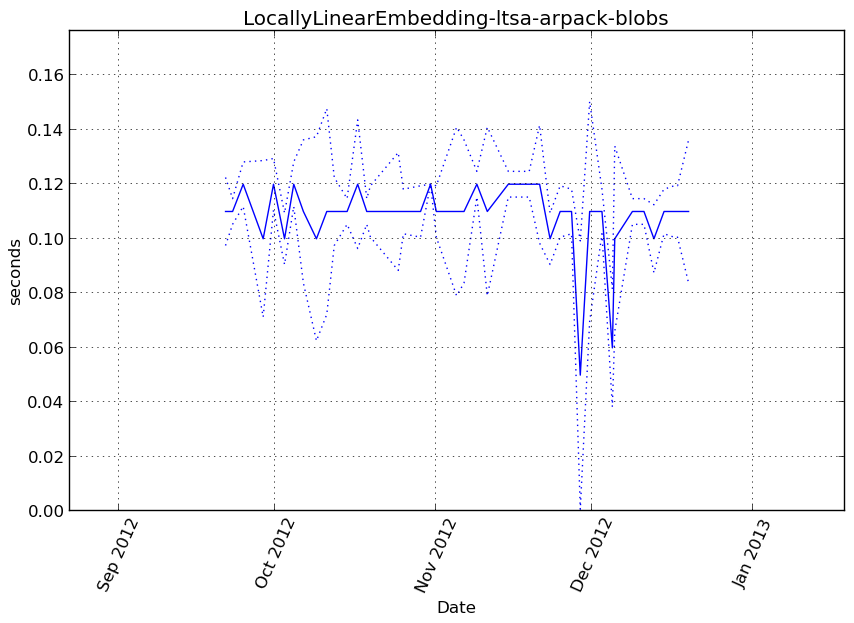 LocallyLinearEmbedding-ltsa-arpack-blobs
0.16
0.14
0.12
0.10
0.08
0.06
0.04
0.02
0.00
seconds
Sep 2012
Oct 2012
Nov 2012
Dec 2012
Jan 2013
Date